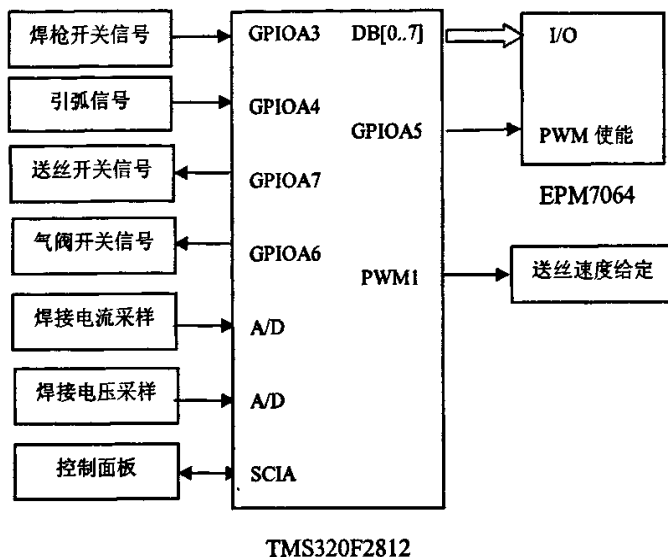 焊枪开关信号
GPIOA3
DB[0..7]
I/O
引弧信号
GPIOA4
GPIOA5
PWM 使能
送丝开关信号
GPIOA7
EPM7064
气阀开关信号
GPIOA6
PWM1
送丝速度给定
焊接电流采样
A/D
焊接电压采样
A/D
控制面板
SCIA
TMS320F2812